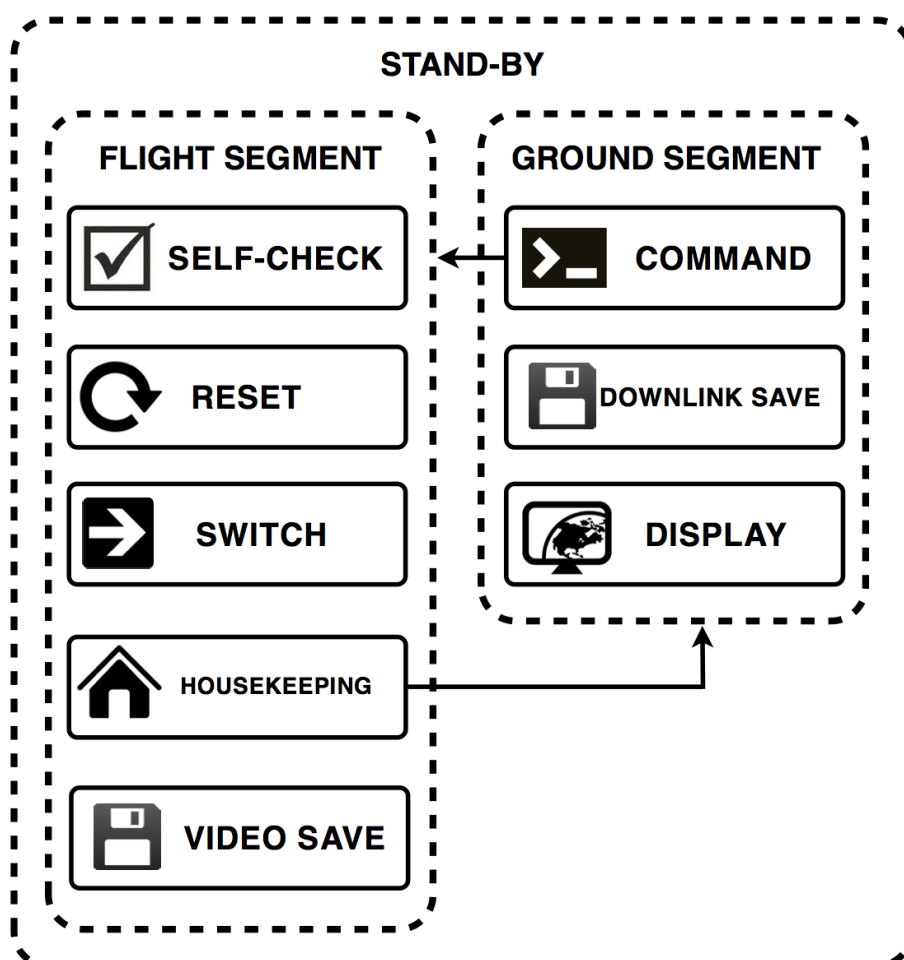 STAND-BY
FLIGHT SEGMENT
SELF-CHECK
RESET
SWITCH
HOUSEKEEPING
VIDEO SAVE
GROUND SEGMENT
COMMAND
DOWNLINK SAVE
DISPLAY